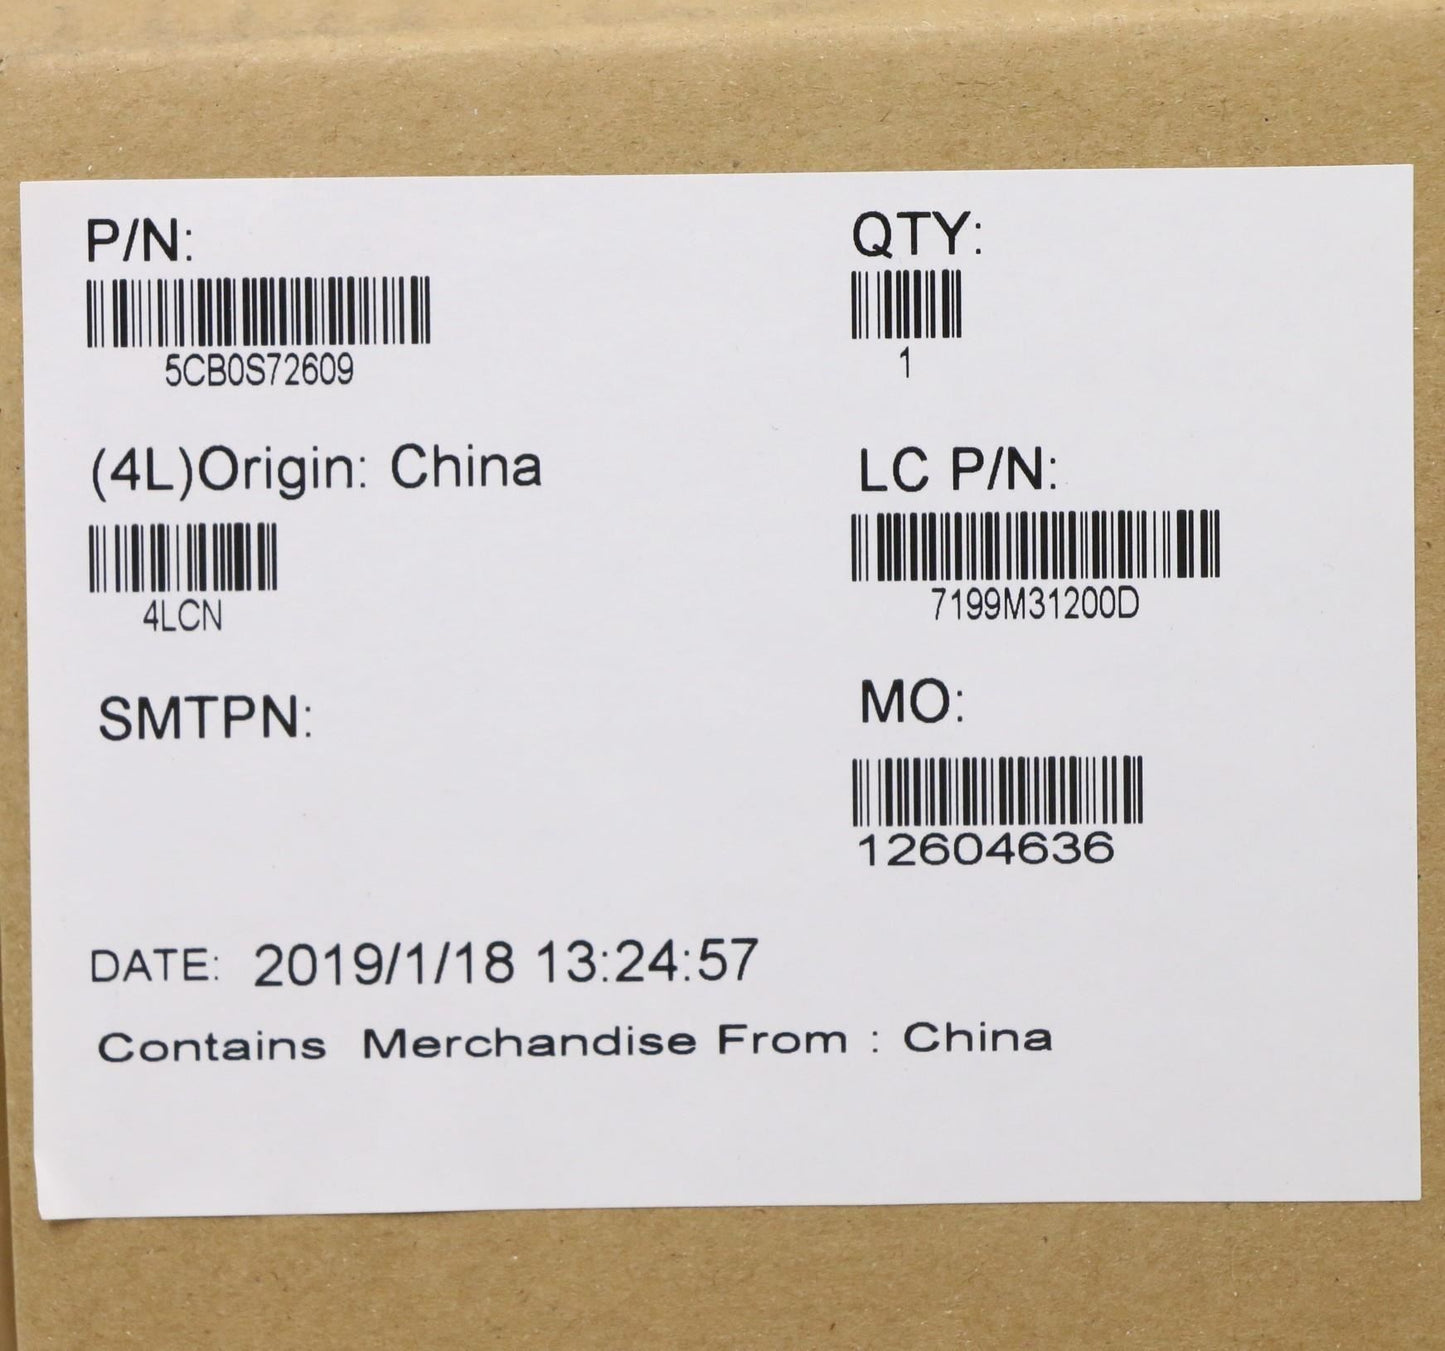 P/N:
5CB0S72609
QTY:
1
(4L)Origin: China
4LCN
LC P/N:
7199M31200D
SMTPN:
MO:
12604636
DATE: 2019/1/18 13:24:57
Contains Merchandise From : China